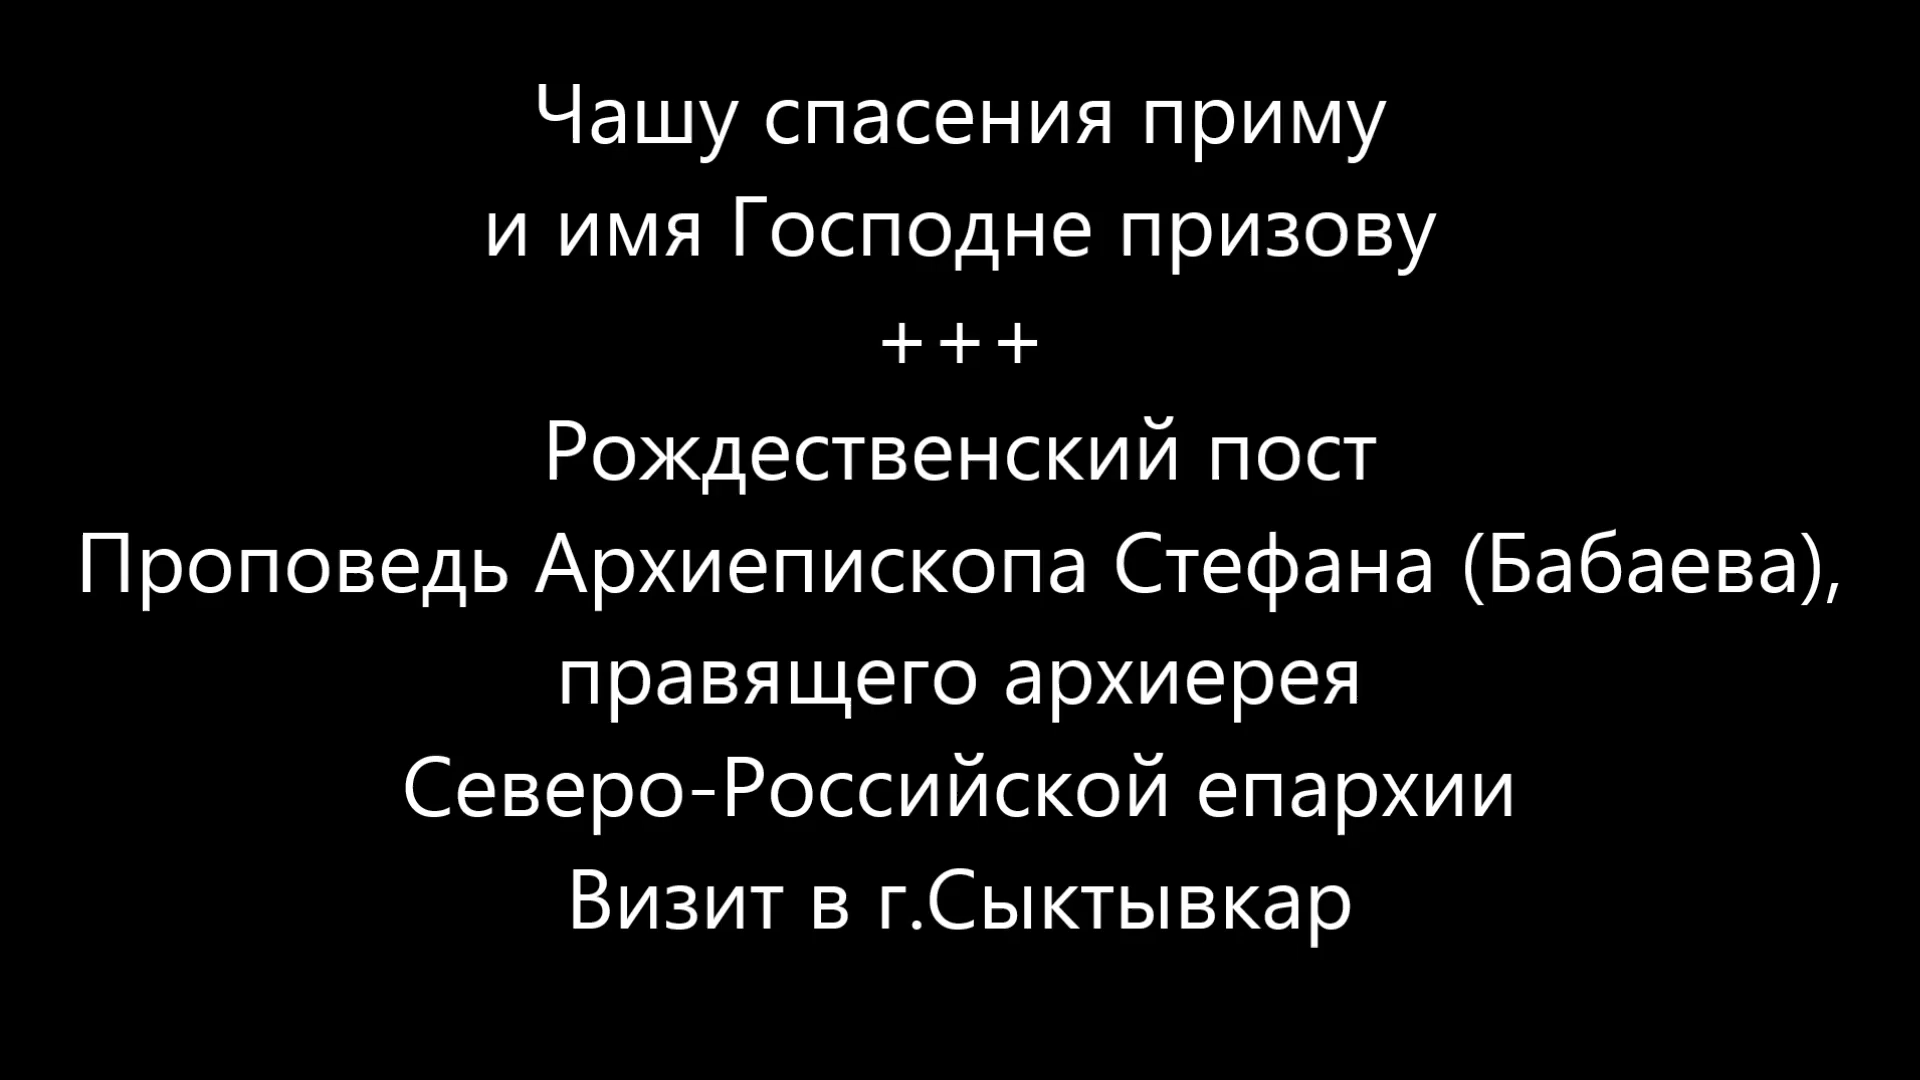 Чашу спасения приму
и имя Господне призову
+++
Рождественский пост
Проповедь Архиепископа Стефана (Бабаева),
правящего архиерея
Северо-Российской епархии
Визит в г.Сыктывкар